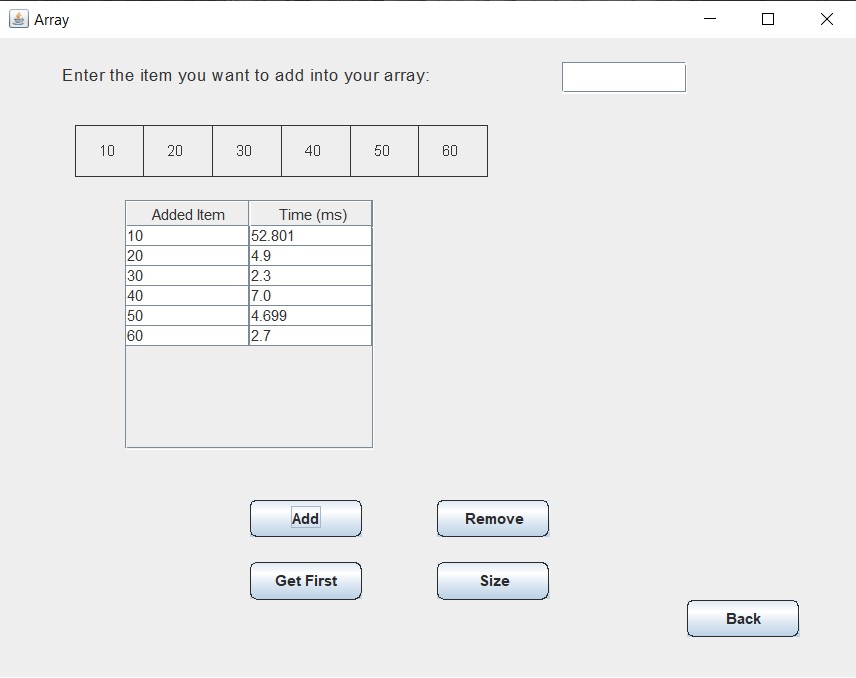 Array
Enter the item you want to add into your array:
10 20 30 40 50 60
Added Item Time (ms)
10 52.801
20 4.9
30 2.3
40 7.0
50 4.699
60 2.7
Add Remove
Get First Size
Back